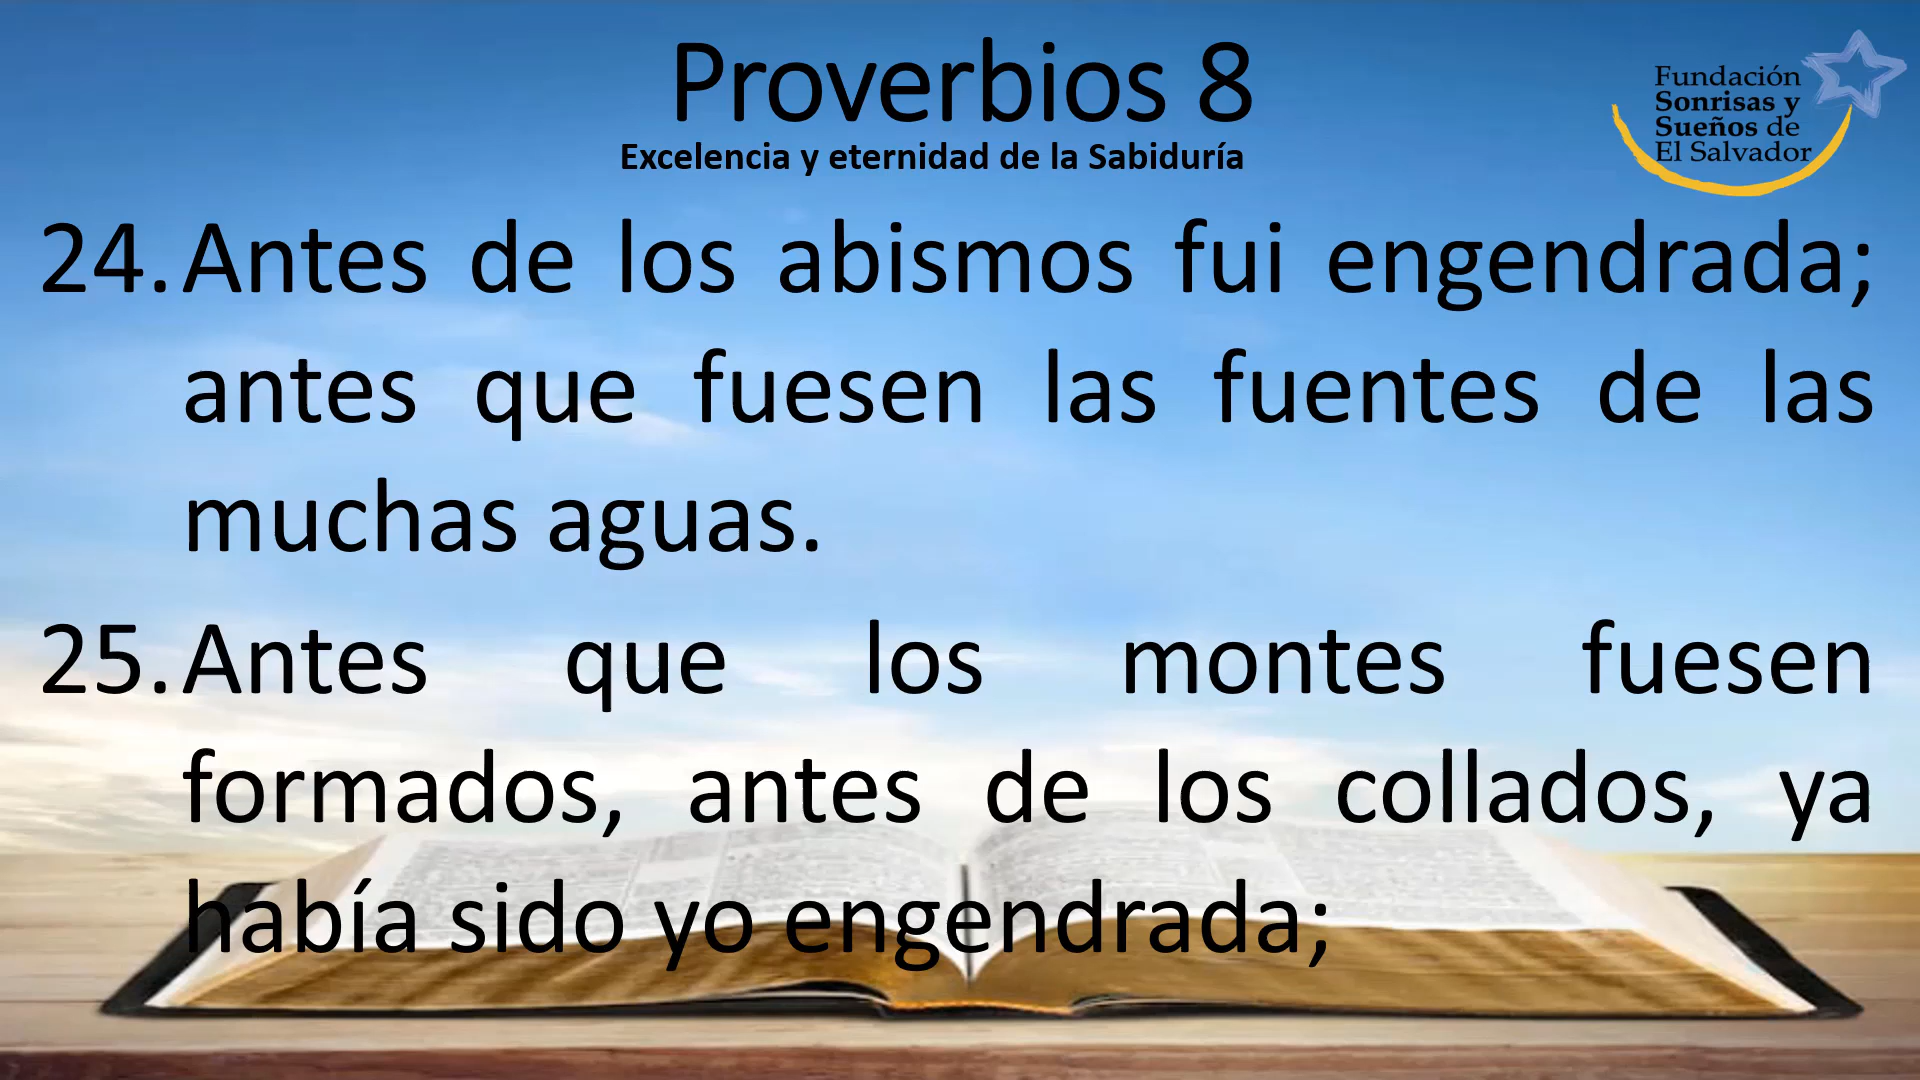 Proverbios 8
Excelencia y eternidad de la Sabiduría
Fundación
Sonrisas y
Sueños de
El Salvador
24. Antes de los abismos fui engendrada;
antes que fuesen las fuentes de las
muchas aguas.
25. Antes que los montes fuesen
formados, antes de los collados, ya
había sido yo engendrada;